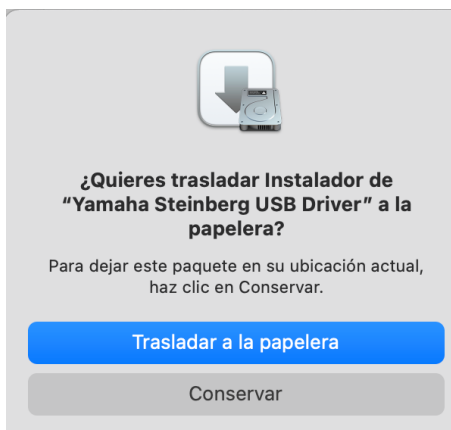 ¿Quieres trasladar Instalador de
“Yamaha Steinberg USB Driver” a la
papelera?
Para dejar este paquete en su ubicación actual,
haz clic en Conservar.
Trasladar a la papelera
Conservar